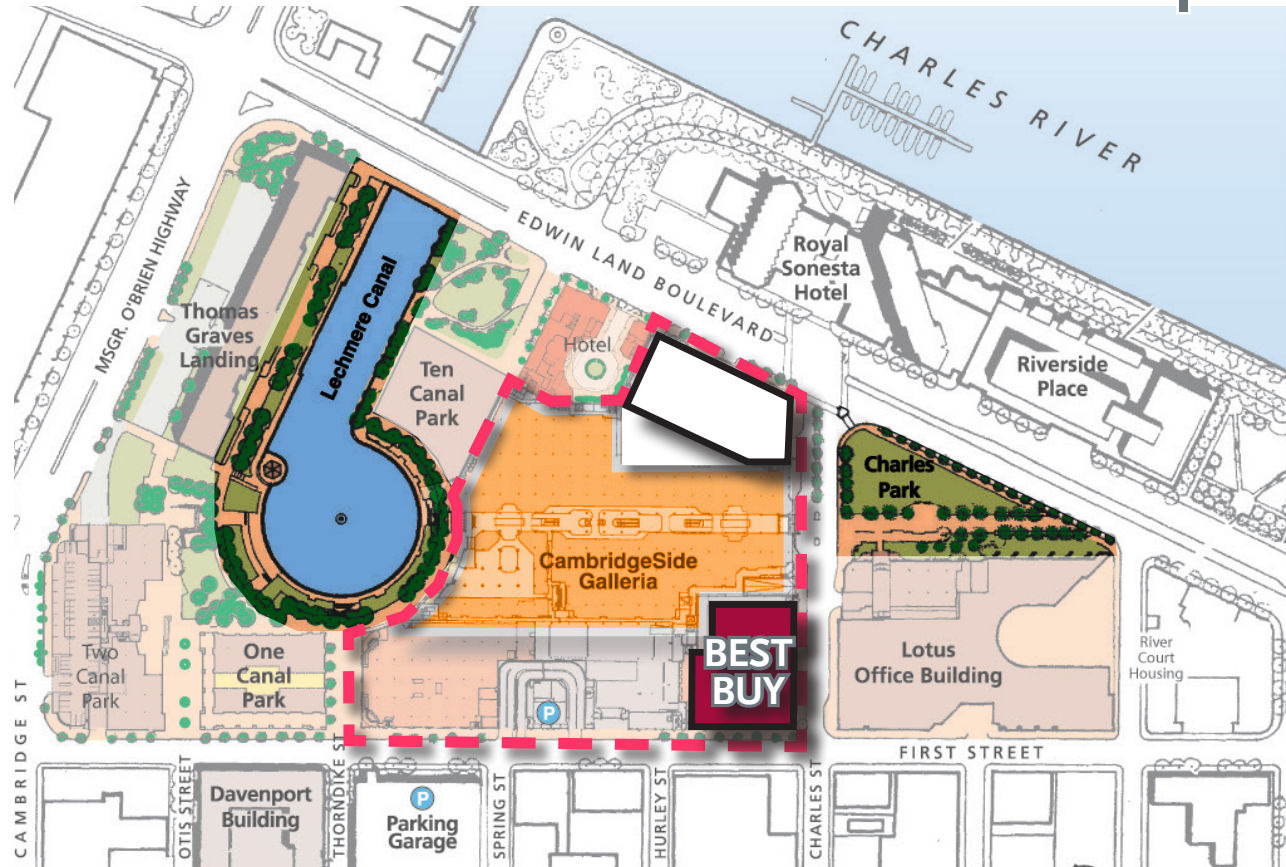 CHARLES RIVER
MSGR. O'BRIEN HIGHWAY
EDWIN LAND BOULEVARD
Royal
Sonesta
Hotel
Thomas
Graves
Landing
Lechmere Canal
Hotel
Riverside
Place
Ten
Canal
Park
Charles
Park
CambridgeSide
Galleria
Two
Canal
Park
One
Canal
Park
BEST
BUY
Lotus
Office Building
River
Court
Housing
P
FIRST STREET
CAMBRIDGE ST
OTIS STREET
THORNDIKE ST
SPRING ST
HURLEY ST
CHARLES ST
Davenport
Building
P
Parking
Garage